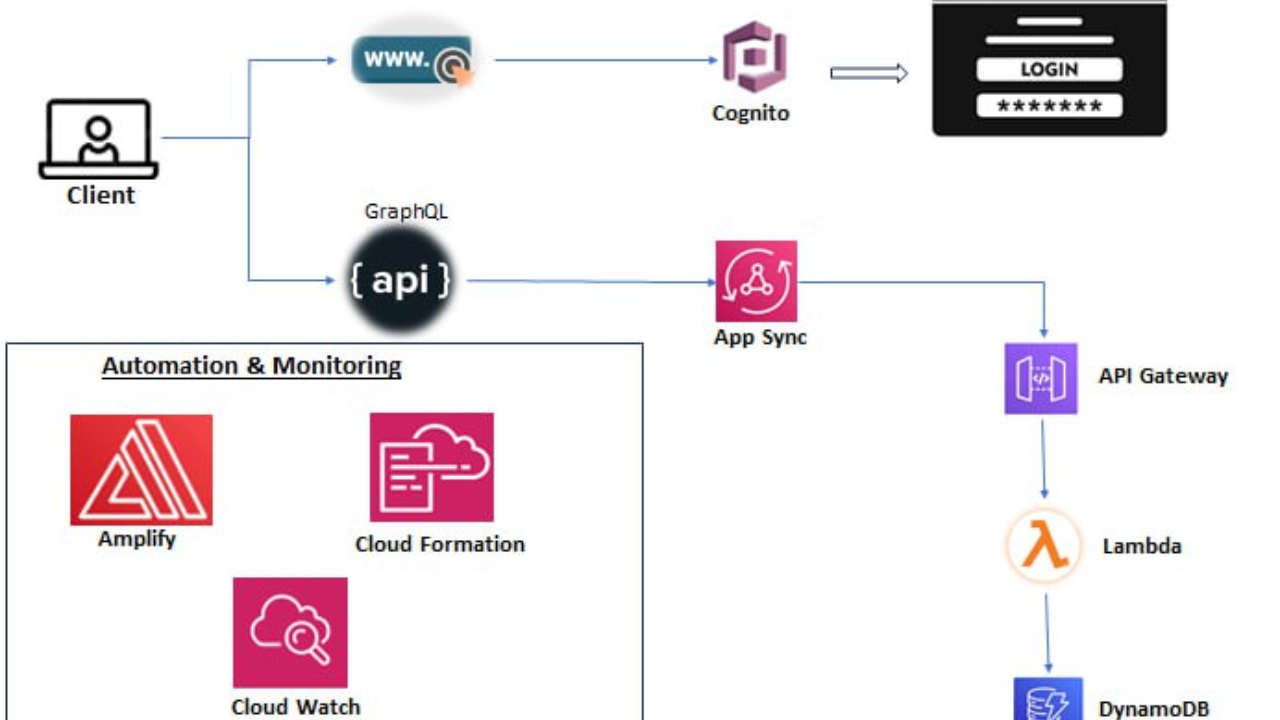 www.
Cognito
LOGIN
*******
Client
GraphQL
{ api }
App Sync
Automation & Monitoring
API Gateway
</>
Amplify
Cloud Formation
λ
Lambda
Cloud Watch
DynamoDB